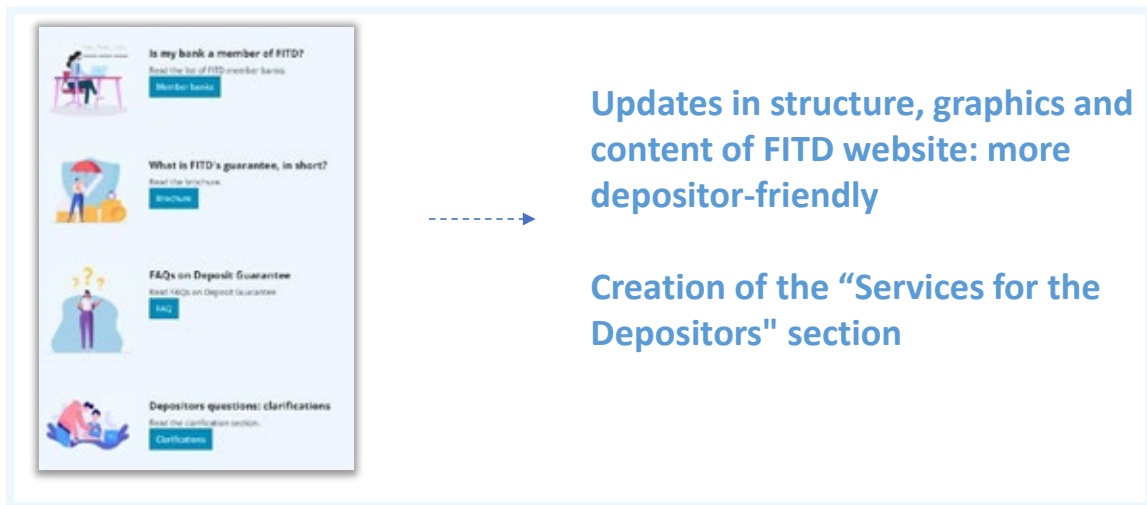 Is my bank a member of FITD?
Read the list of FITD member banks.
Member banks
What is FITD's guarantee, in short?
Read the brochure.
Brochure
FAQs on Deposit Guarantee
Read FAQs on Deposit Guarantee
FAQ
Depositors questions: clarifications
Read the clarification section.
Clarifications
Updates in structure, graphics and
content of FITD website: more
depositor-friendly
Creation of the “Services for the
Depositors" section